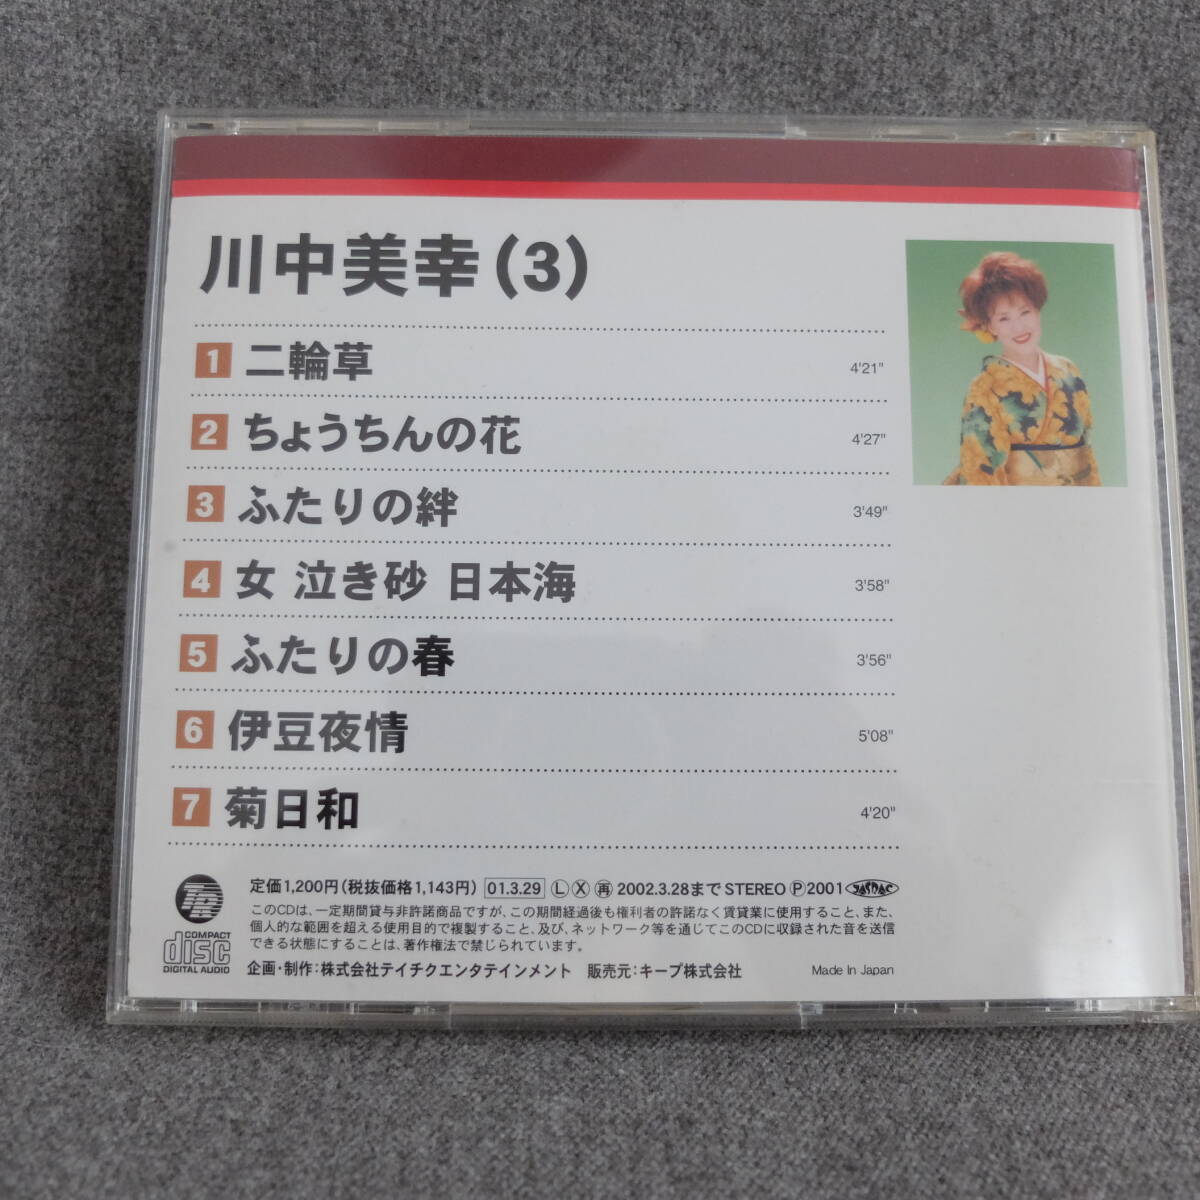 川中美幸(3)
1 二輪草 4'21"
2 ちょうちんの花 4'27"
3 ふたりの絆 3'49"
4 女 泣き砂 日本海 3'58"
5 ふたりの春 3'56"
6 伊豆夜情 5'08"
7 菊日和 4'20"
定価1,200円(税抜価格1,143円) 01.3.29 Ⓛ Ⓧ ㊢ 2002.3.28まで STEREO Ⓟ2001 JASRAC
このCDは、一定期間貸与非許諾商品ですが、この期間経過後も権利者の許諾なく賃貸業に使用すること、また、
個人的な範囲を超える使用目的で複製すること、及び、ネットワーク等を通じてこのCDに収録された音を送信
できる状態にすることは、著作権法で禁じられています。
COMPACT
disc
DIGITAL AUDIO
企画・制作:株式会社テイチクエンタテインメント 販売元:キープ株式会社 Made In Japan